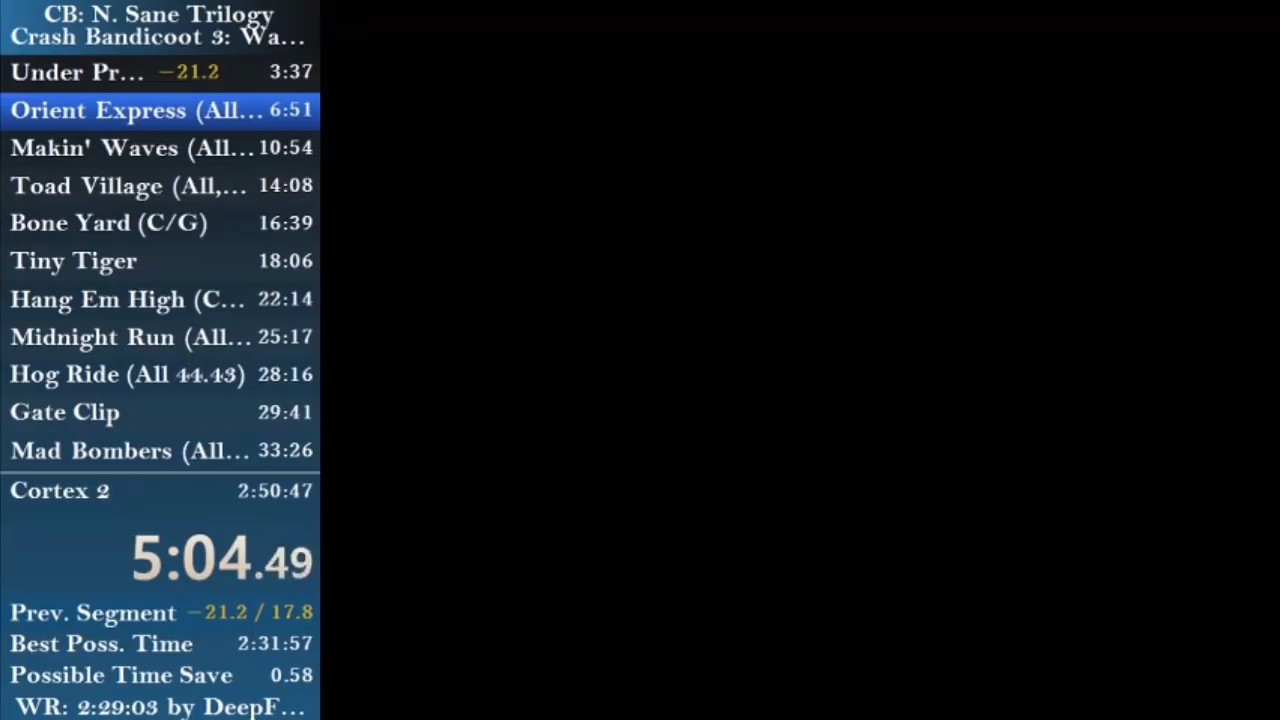 CB: N. Sane Trilogy
Crash Bandicoot 3: Wa...
Under Pr... −21.2 3:37
Orient Express (All... 6:51
Makin' Waves (All... 10:54
Toad Village (All,... 14:08
Bone Yard (C/G) 16:39
Tiny Tiger 18:06
Hang Em High (C... 22:14
Midnight Run (All... 25:17
Hog Ride (All 44.43) 28:16
Gate Clip 29:41
Mad Bombers (All... 33:26
Cortex 2 2:50:47
5:04.49
Prev. Segment −21.2 / 17.8
Best Poss. Time 2:31:57
Possible Time Save 0.58
WR: 2:29:03 by DeepF...